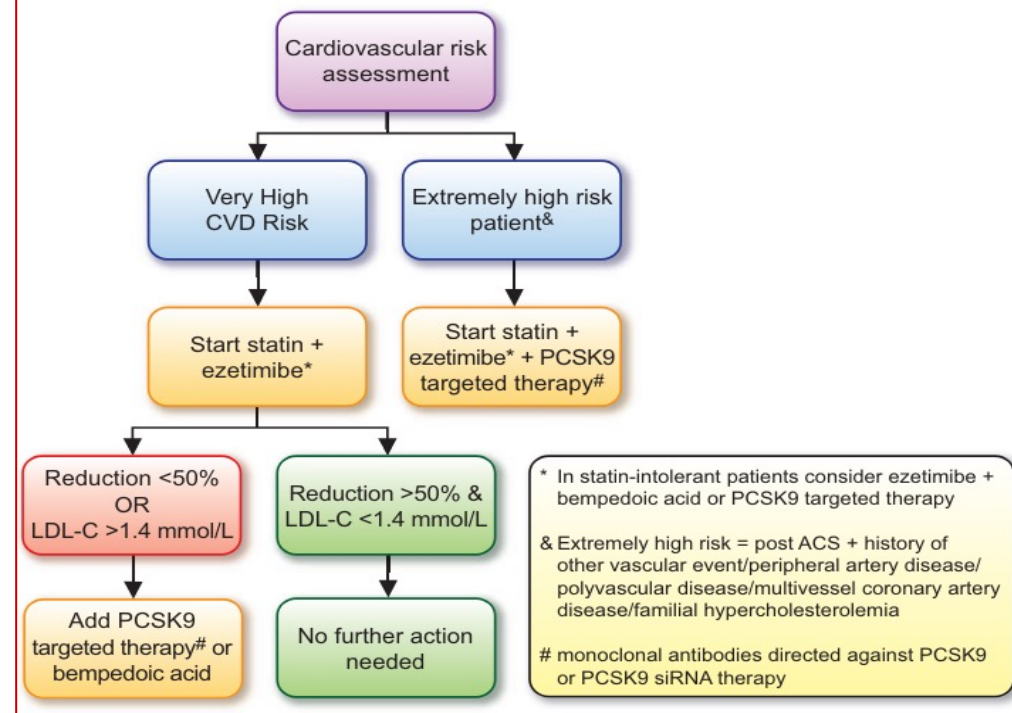 Cardiovascular risk
assessment
Very High
CVD Risk
Extremely high risk
patient&
Start statin +
ezetimibe*
Start statin +
ezetimibe* + PCSK9
targeted therapy#
Reduction <50%
OR
LDL-C >1.4 mmol/L
Reduction >50% &
LDL-C <1.4 mmol/L
Add PCSK9
targeted therapy# or
bempedoic acid
No further action
needed
* In statin-intolerant patients consider ezetimibe +
bempedoic acid or PCSK9 targeted therapy
& Extremely high risk = post ACS + history of
other vascular event/peripheral artery disease/
polyvascular disease/multivessel coronary artery
disease/familial hypercholesterolemia
# monoclonal antibodies directed against PCSK9
or PCSK9 siRNA therapy